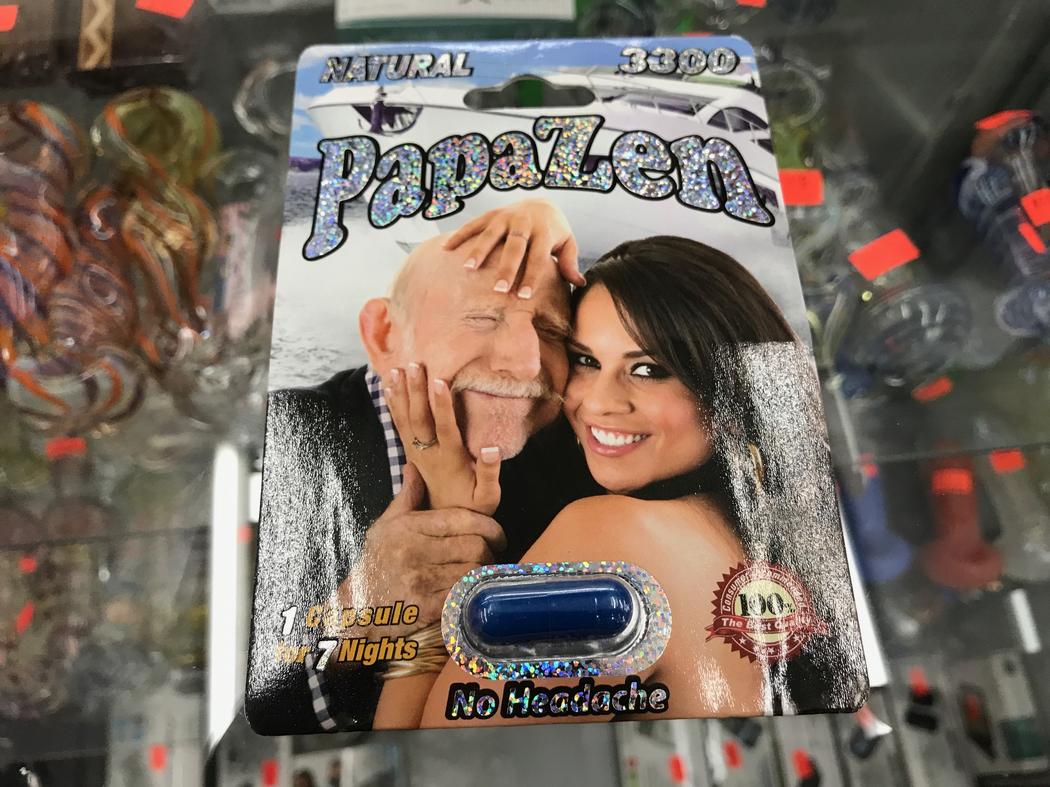 NATURAL
3300
PapaZen
1 Capsule
for 7 Nights
100%
The Best Quality
No Headache